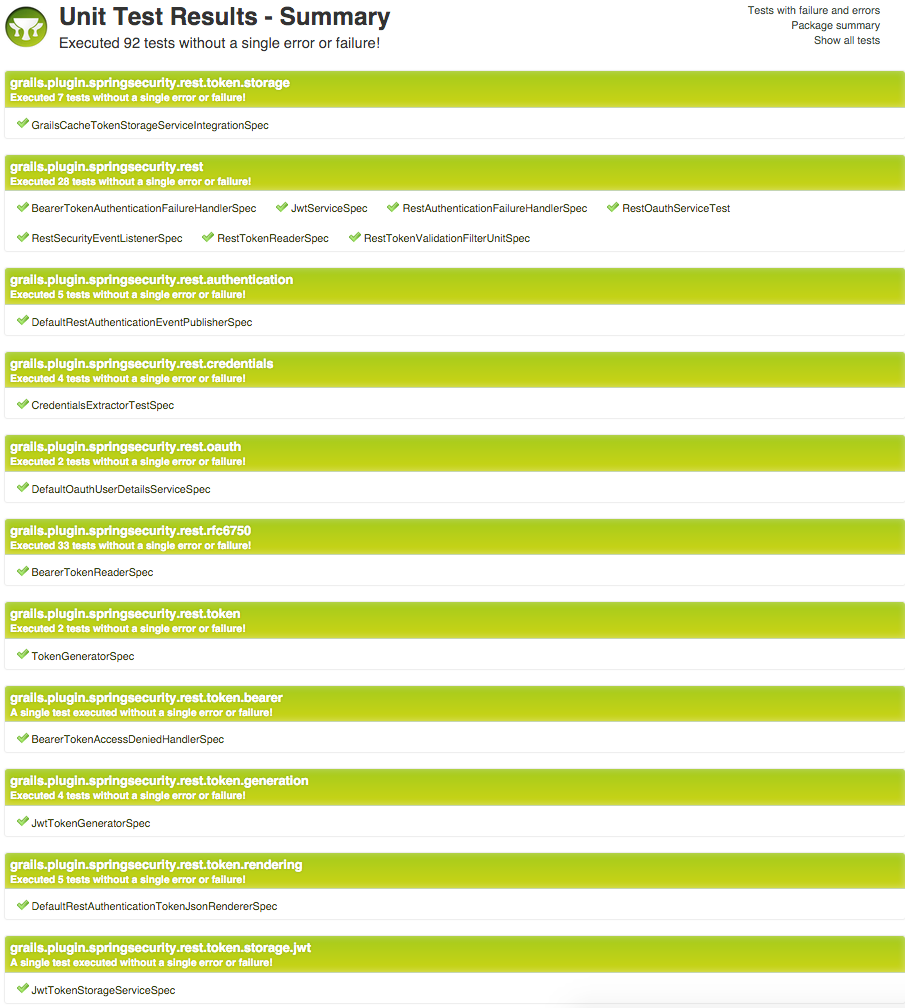 Unit Test Results - Summary
Executed 92 tests without a single error or failure!
Tests with failure and errors
Package summary
Show all tests
grails.plugin.springsecurity.rest.token.storage
Executed 7 tests without a single error or failure!
GrailsCacheTokenStorageServiceIntegrationSpec
grails.plugin.springsecurity.rest
Executed 28 tests without a single error or failure!
BearerTokenAuthenticationFailureHandlerSpec JwtServiceSpec RestAuthenticationFailureHandlerSpec RestOauthServiceTest
RestSecurityEventListenerSpec RestTokenReaderSpec RestTokenValidationFilterUnitSpec
grails.plugin.springsecurity.rest.authentication
Executed 5 tests without a single error or failure!
DefaultRestAuthenticationEventPublisherSpec
grails.plugin.springsecurity.rest.credentials
Executed 4 tests without a single error or failure!
CredentialsExtractorTestSpec
grails.plugin.springsecurity.rest.oauth
Executed 2 tests without a single error or failure!
DefaultOauthUserDetailsServiceSpec
grails.plugin.springsecurity.rest.rfc6750
Executed 33 tests without a single error or failure!
BearerTokenReaderSpec
grails.plugin.springsecurity.rest.token
Executed 2 tests without a single error or failure!
TokenGeneratorSpec
grails.plugin.springsecurity.rest.token.bearer
A single test executed without a single error or failure!
BearerTokenAccessDeniedHandlerSpec
grails.plugin.springsecurity.rest.token.generation
Executed 4 tests without a single error or failure!
JwtTokenGeneratorSpec
grails.plugin.springsecurity.rest.token.rendering
Executed 5 tests without a single error or failure!
DefaultRestAuthenticationTokenJsonRendererSpec
grails.plugin.springsecurity.rest.token.storage.jwt
A single test executed without a single error or failure!
JwtTokenStorageServiceSpec